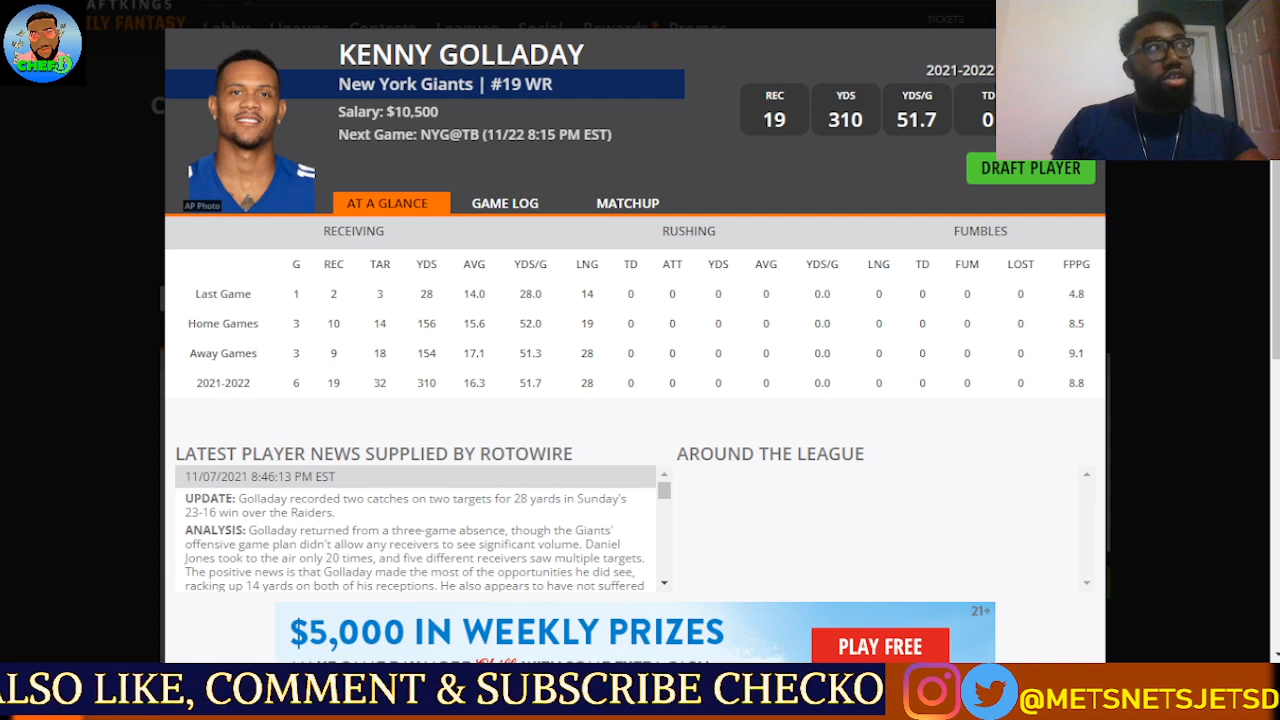 AFTKINGS
ILY FANTASY
Lobby Lineups Contests Leagues Social Rewards Promos
TICKETS
CHEF
KENNY GOLLADAY
New York Giants | #19 WR
Salary: $10,500
Next Game: NYG@TB (11/22 8:15 PM EST)
2021-2022
REC YDS YDS/G TD
19 310 51.7 0
DRAFT PLAYER
AP Photo
AT A GLANCE GAME LOG MATCHUP
RECEIVING RUSHING FUMBLES
G REC TAR YDS AVG YDS/G LNG TD ATT YDS AVG YDS/G LNG TD FUM LOST FPPG
Last Game 1 2 3 28 14.0 28.0 14 0 0 0 0 0.0 0 0 0 0 4.8
Home Games 3 10 14 156 15.6 52.0 19 0 0 0 0 0.0 0 0 0 0 8.5
Away Games 3 9 18 154 17.1 51.3 28 0 0 0 0 0.0 0 0 0 0 9.1
2021-2022 6 19 32 310 16.3 51.7 28 0 0 0 0 0.0 0 0 0 0 8.8
LATEST PLAYER NEWS SUPPLIED BY ROTOWIRE
11/07/2021 8:46:13 PM EST
UPDATE: Golladay recorded two catches on two targets for 28 yards in Sunday's
23-16 win over the Raiders.
ANALYSIS: Golladay returned from a three-game absence, though the Giants'
offensive game plan didn't allow any receivers to see significant volume. Daniel
Jones took to the air only 20 times, and five different receivers saw multiple targets.
The positive news is that Golladay made the most of the opportunities he did see,
racking up 14 yards on both of his receptions. He also appears to have not suffered
AROUND THE LEAGUE
$5,000 IN WEEKLY PRIZES
21+
PLAY FREE
ALSO LIKE, COMMENT & SUBSCRIBE CHECKO
@METSNETSJETSD